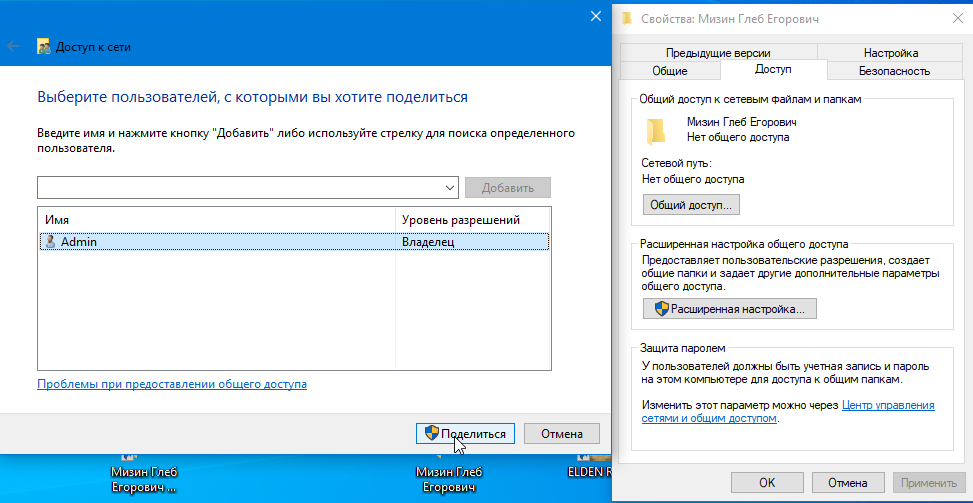 Доступ к сети
Выберите пользователей, с которыми вы хотите поделиться
Введите имя и нажмите кнопку "Добавить" либо используйте стрелку для поиска определенного
пользователя.
Добавить
Имя
Уровень разрешений
Admin
Владелец
Проблемы при предоставлении общего доступа
Поделиться
Отмена
Мизин Глеб
Егорович ...
Мизин Глеб
Егорович
ELDEN R
Свойства: Мизин Глеб Егорович
Предыдущие версии
Настройка
Общие
Доступ
Безопасность
Общий доступ к сетевым файлам и папкам
Мизин Глеб Егорович
Нет общего доступа
Сетевой путь:
Нет общего доступа
Общий доступ...
Расширенная настройка общего доступа
Предоставляет пользовательские разрешения, создает
общие папки и задает другие дополнительные параметры
общего доступа.
Расширенная настройка...
Защита паролем
У пользователей должны быть учетная запись и пароль
на этом компьютере для доступа к общим папкам.
Изменить этот параметр можно через Центр управления
сетями и общим доступом.
OK
Отмена
Применить